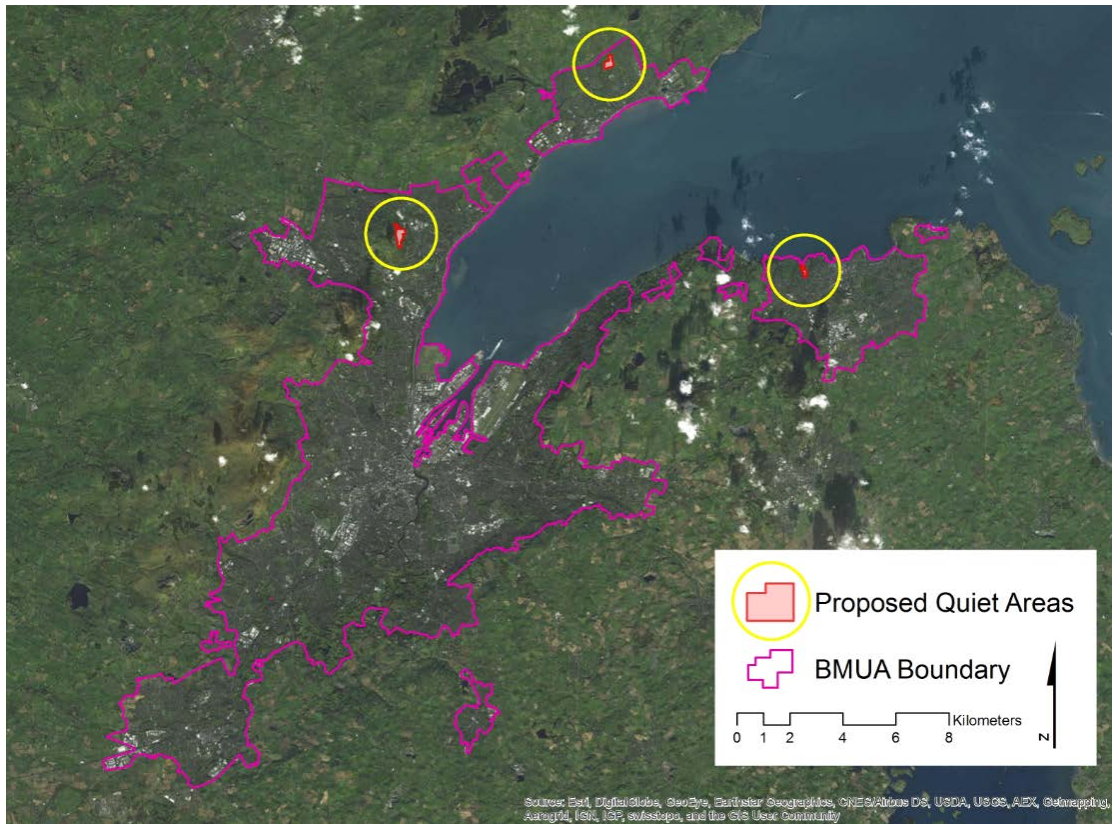 Proposed Quiet Areas
BMUA Boundary
Kilometers
0 1 2 4 6 8
N
Source: Esri, DigitalGlobe, GeoEye, Earthstar Geographics, CNES/Airbus DS, USDA, USGS, AEX, Getmapping,
Aerogrid, IGN, IGP, swisstopo, and the GIS User Community